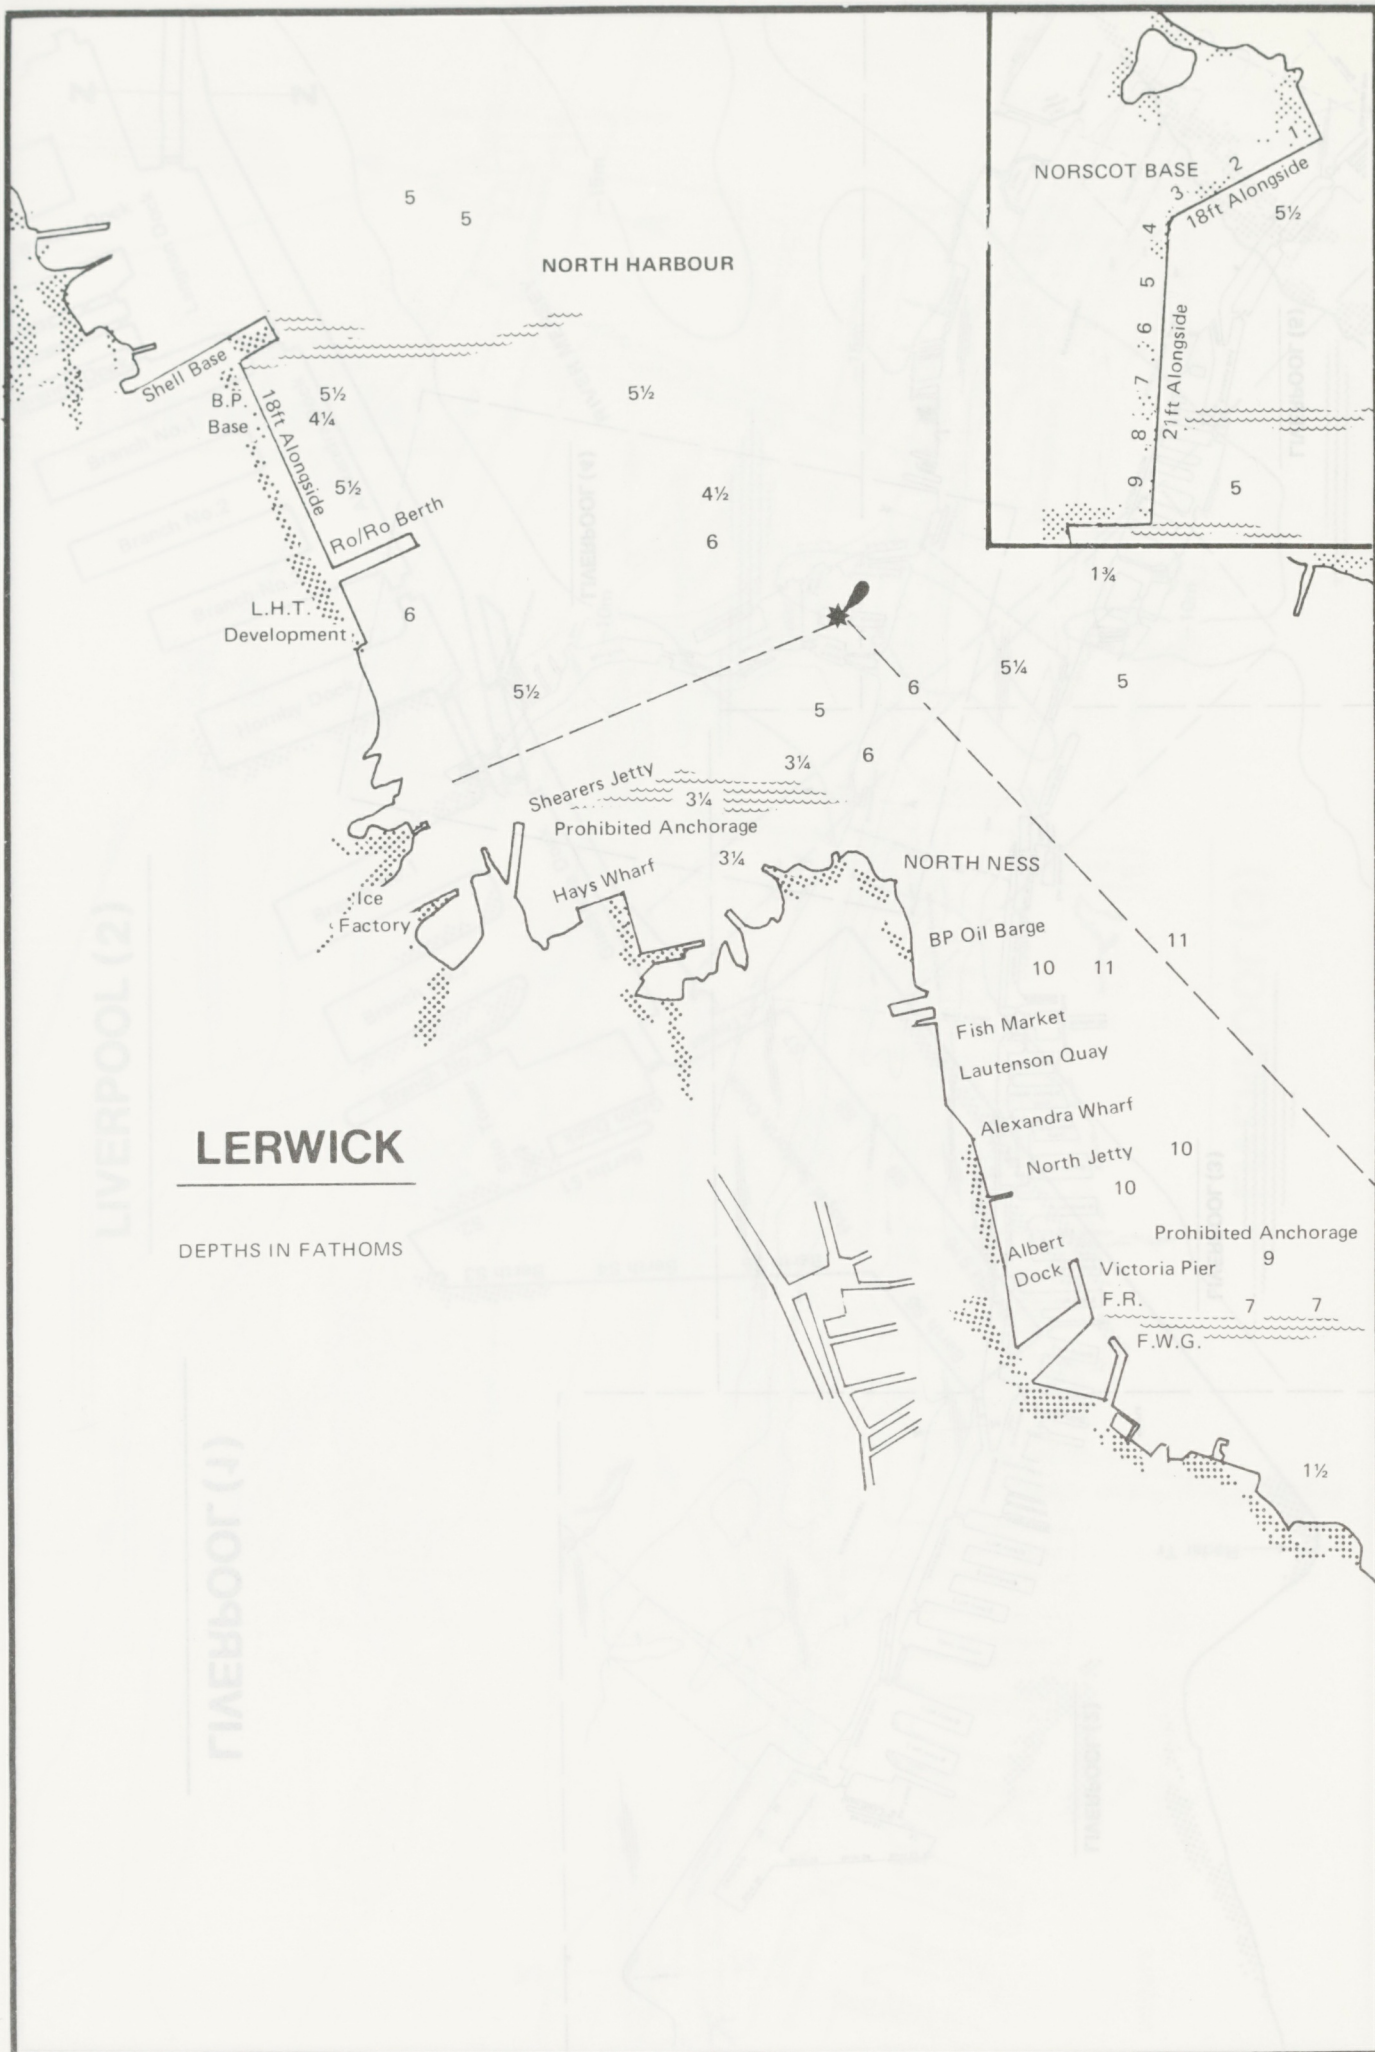 NORSCOT BASE
1
2
3
18ft Alongside
5½
4
5
6
7
8
9
21ft Alongside
5
5
5
NORTH HARBOUR
Shell Base
B.P.
Base
18ft Alongside
5½
4¼
5½
5½
4½
6
Ro/Ro Berth
1¾
L.H.T.
Development
6
5½
5¼
5
6
5
6
3¼
Shearers Jetty
3¼
Prohibited Anchorage
3¼
NORTH NESS
Hays Wharf
Ice
Factory
BP Oil Barge
11
10
11
Fish Market
Lautenson Quay
Alexandra Wharf
North Jetty
10
10
LERWICK
DEPTHS IN FATHOMS
Prohibited Anchorage
9
Albert
Dock
Victoria Pier
F.R.
7
7
F.W.G.
1½
LIVERPOOL (2)
LIVERPOOL (1)